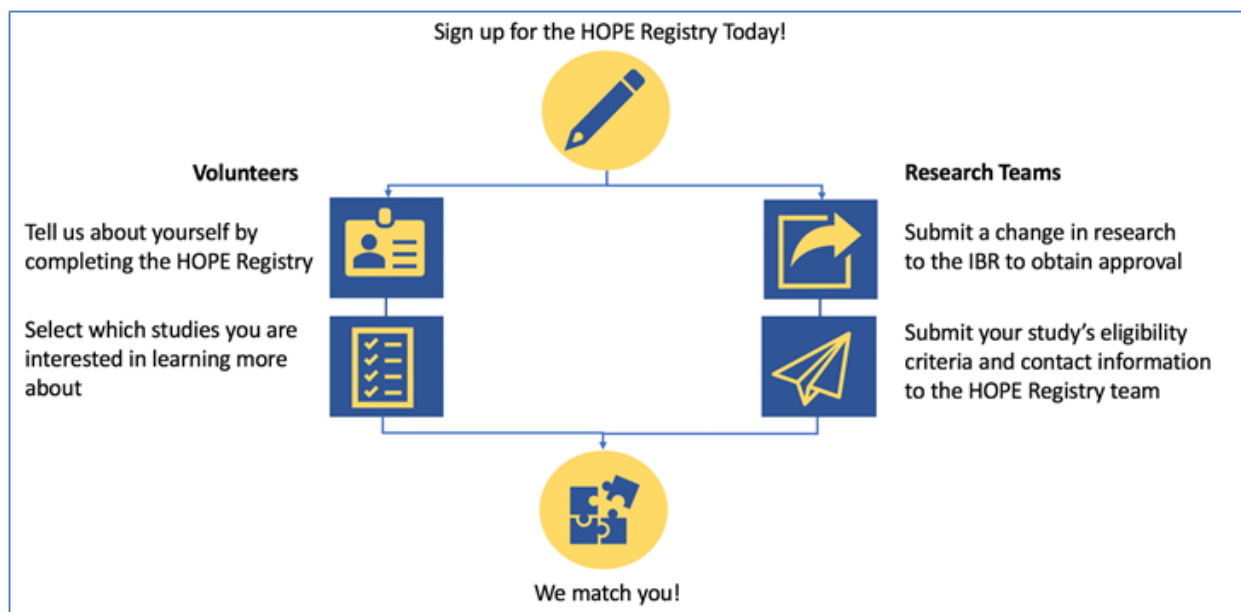 Sign up for the HOPE Registry Today!
Volunteers
Tell us about yourself by
completing the HOPE Registry
Select which studies you are
interested in learning more
about
Research Teams
Submit a change in research
to the IBR to obtain approval
Submit your study's eligibility
criteria and contact information
to the HOPE Registry team
We match you!